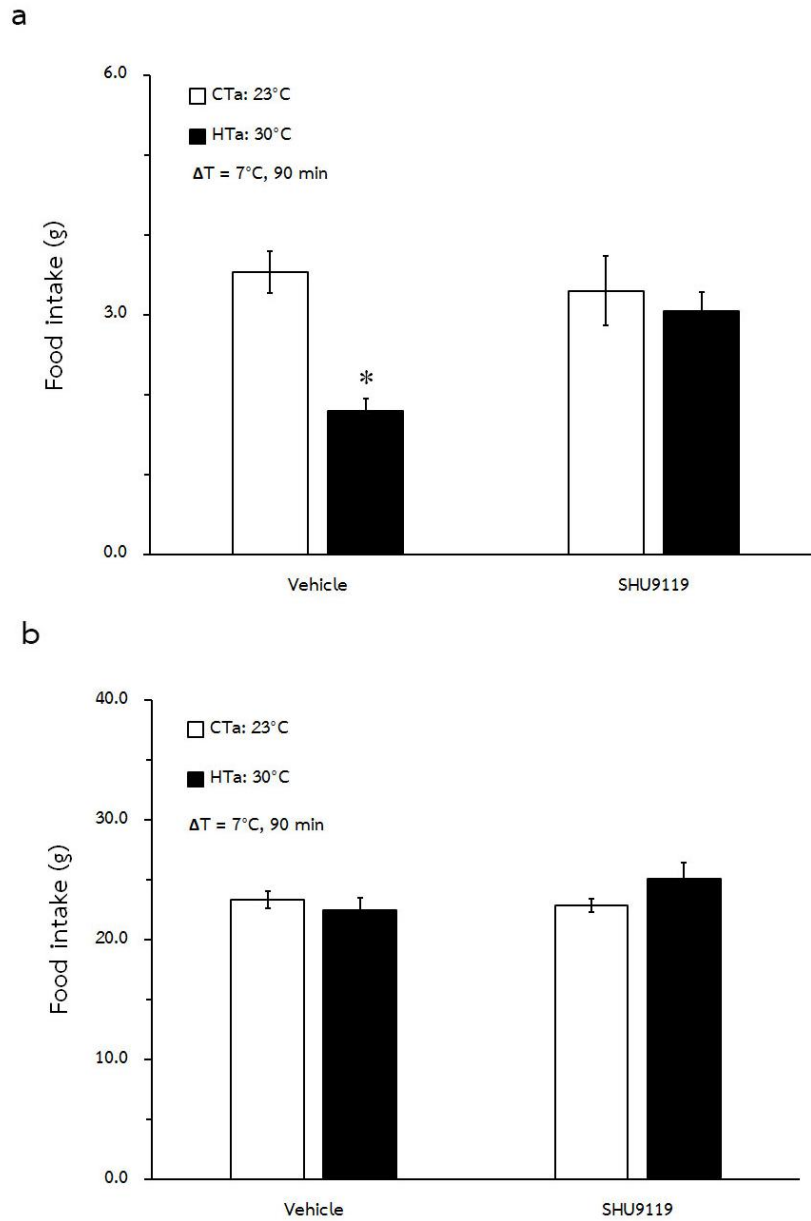 a
6.0
CTa: 23°C
HTa: 30°C
ΔT = 7°C, 90 min
Food intake (g)
3.0
*
0.0
Vehicle SHU9119
b
40.0
CTa: 23°C
HTa: 30°C
ΔT = 7°C, 90 min
30.0
Food intake (g)
20.0
10.0
0.0
Vehicle SHU9119